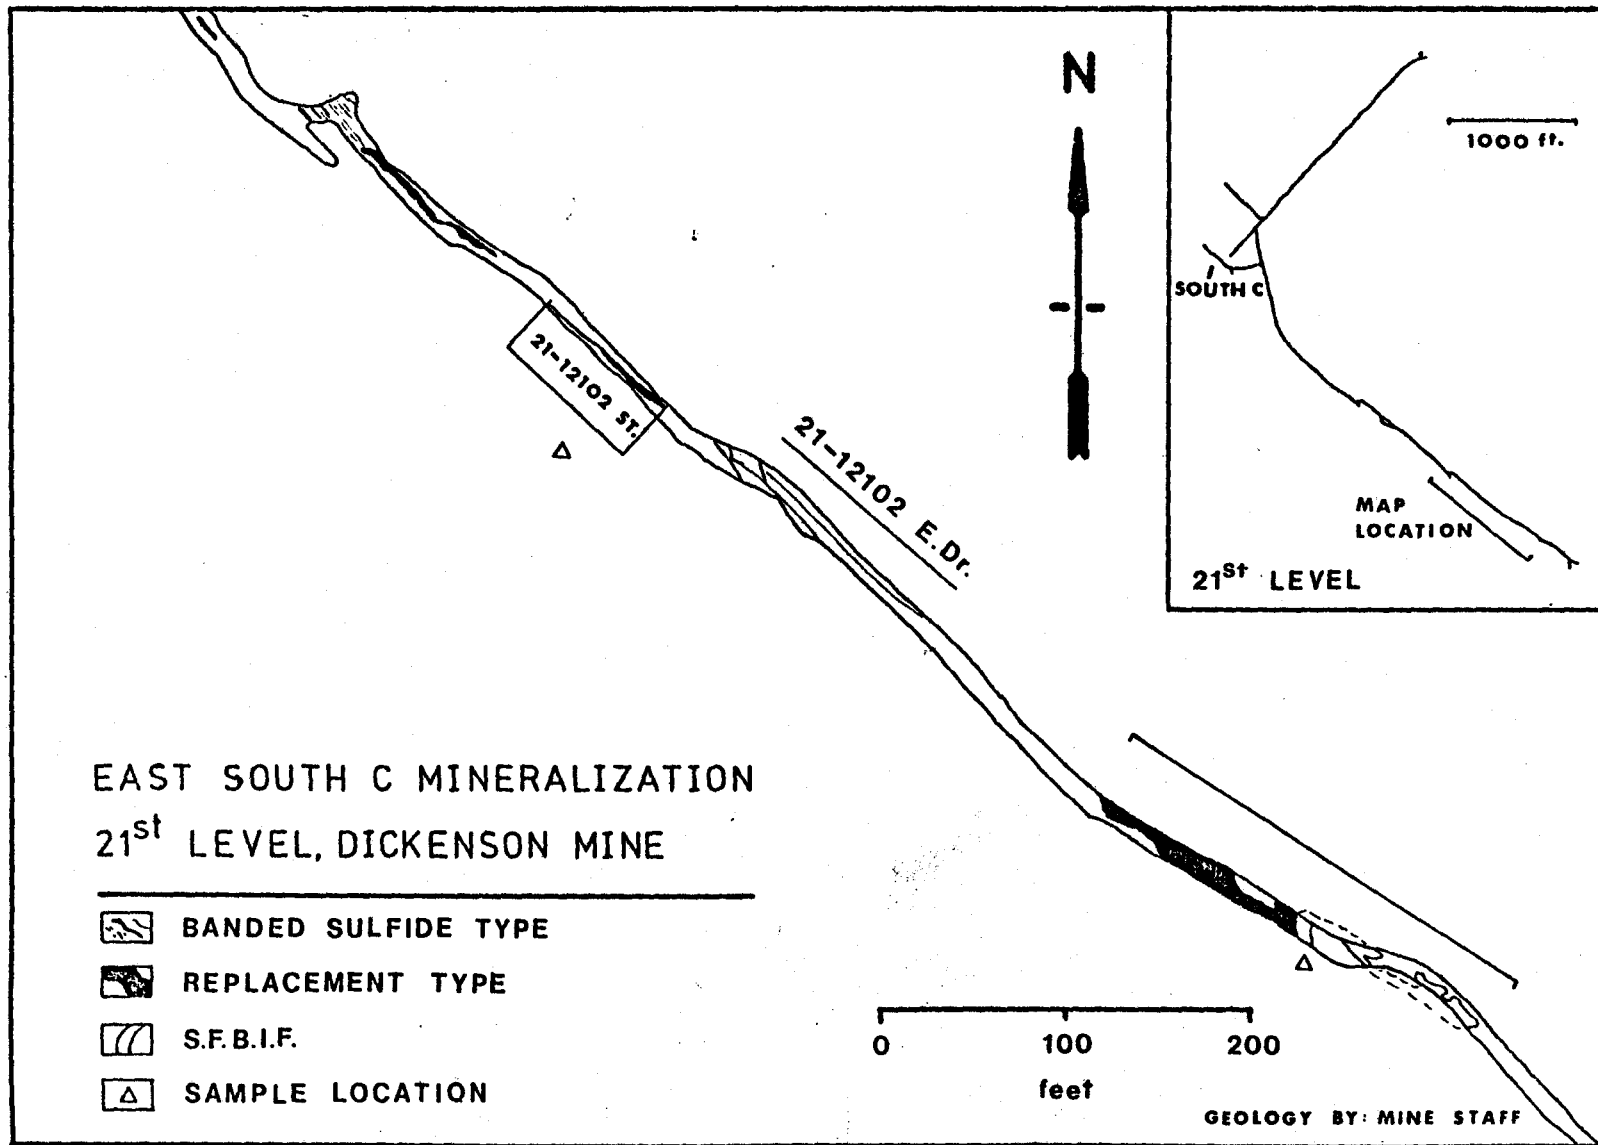 N
1000 ft.
SOUTH C
MAP
LOCATION
21st LEVEL
21-12102 ST.
21-12102 E.Dr.
EAST SOUTH C MINERALIZATION
21st LEVEL, DICKENSON MINE
BANDED SULFIDE TYPE
REPLACEMENT TYPE
S.F.B.I.F.
SAMPLE LOCATION
0 100 200
feet
GEOLOGY BY: MINE STAFF